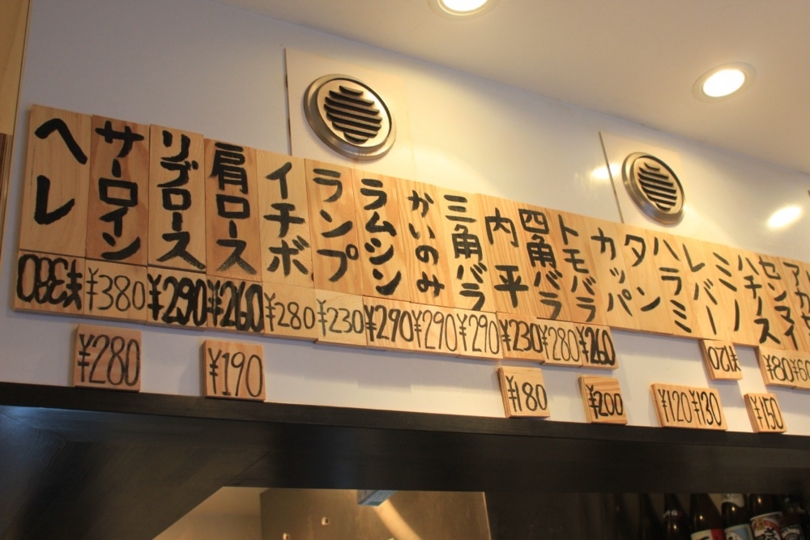 ヘレ
サーロイン
リブロース
肩ロース
イチボ
ランプ
ラムシン
かいのみ
三角バラ
内平
四角バラ
トモバラ
カッパ
タン
ハラミ
レバー
ミノ
ハチノス
センマイ
¥380
¥380
¥290
¥260
¥280
¥230
¥290
¥290
¥290
¥230
¥280
¥260
¥120
¥80
¥280
¥190
¥180
¥200
¥120
¥130
¥150